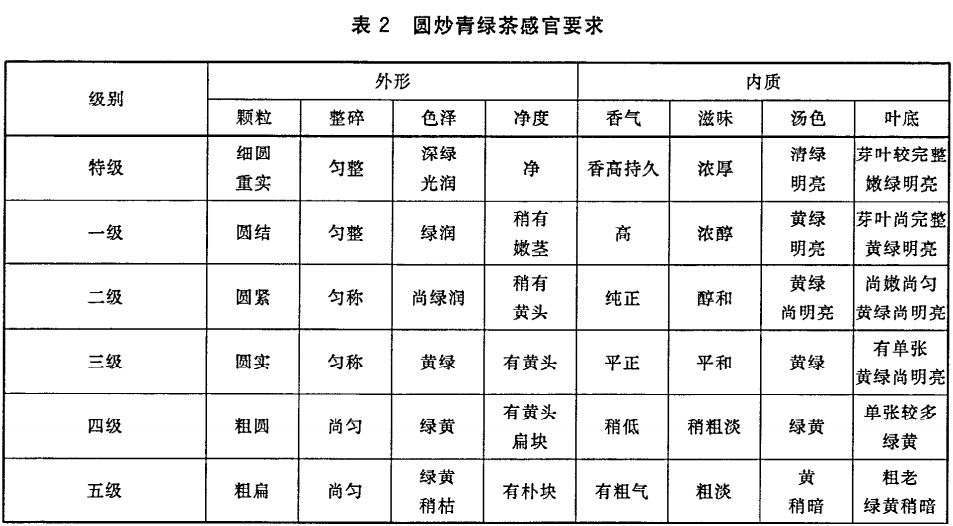 表 2 圆炒青绿茶感官要求
级别 外形 内质
颗粒 整碎 色泽 净度 香气 滋味 汤色 叶底
特级 细圆重实 匀整 深绿光润 净 香高持久 浓厚 清绿明亮 芽叶较完整嫩绿明亮
一级 圆结 匀整 绿润 稍有嫩茎 高 浓醇 黄绿明亮 芽叶尚完整黄绿明亮
二级 圆紧 匀称 尚绿润 稍有黄头 纯正 醇和 黄绿尚明亮 尚嫩尚匀黄绿尚明亮
三级 圆实 匀称 黄绿 有黄头 平正 平和 黄绿 有单张黄绿尚明亮
四级 粗圆 尚匀 绿黄 有黄头扁块 稍低 稍粗淡 绿黄 单张较多绿黄
五级 粗扁 尚匀 绿黄稍枯 有朴块 有粗气 粗淡 黄稍暗 粗老绿黄稍暗